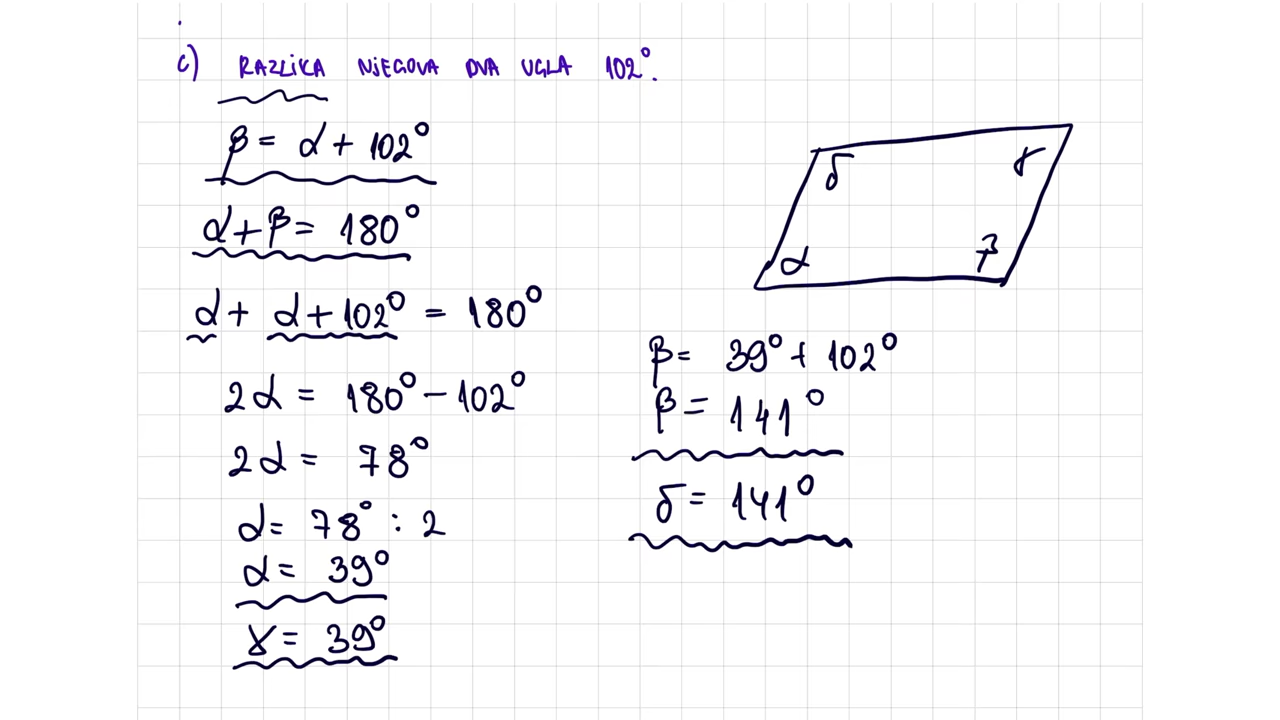 c) RAZLIKA NJEGOVA DVA UGLA 102°.
β = α + 102°
α + β = 180°
α + α + 102° = 180°
2α = 180° - 102°
2α = 78°
α = 78° : 2
α = 39°
γ = 39°
δ γ
α β
β = 39° + 102°
β = 141°
δ = 141°